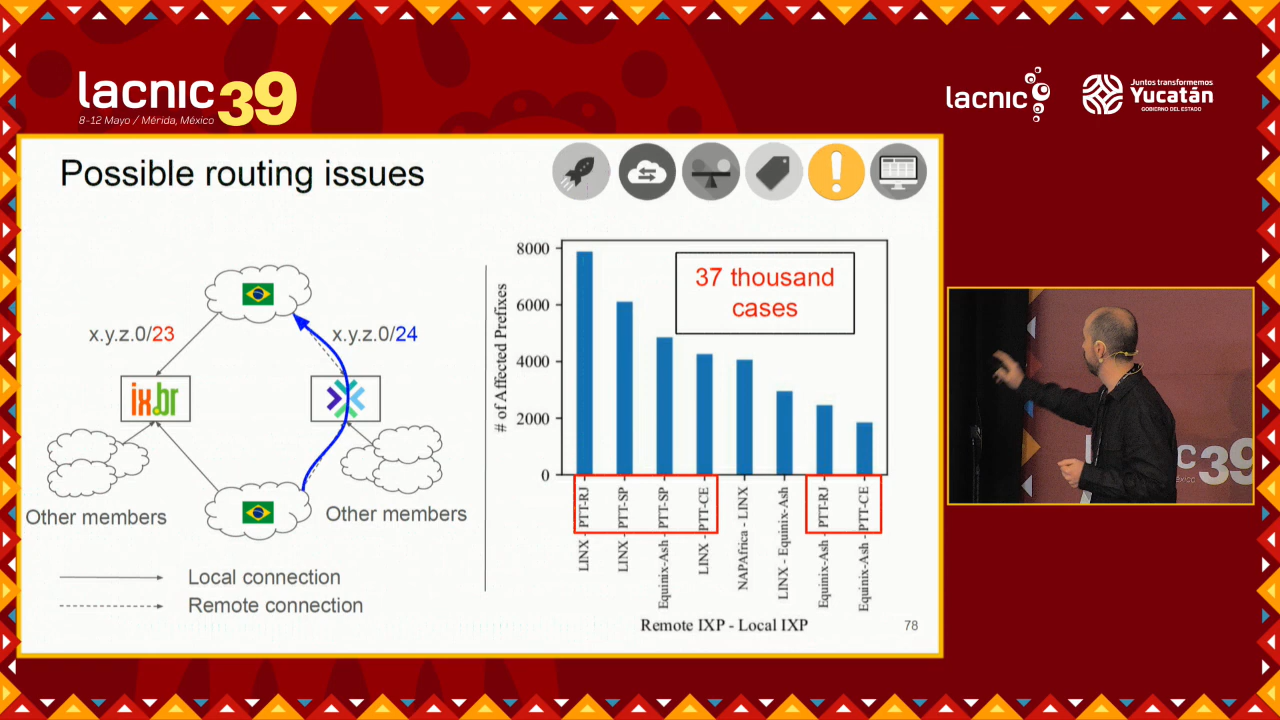 lacnic 39
8-12 Mayo / Mérida, México
lacnic
Juntos transformemos
Yucatán
GOBIERNO DEL ESTADO
Possible routing issues
x.y.z.0/23
x.y.z.0/24
ix.br
Other members
Other members
Local connection
Remote connection
# of Affected Prefixes
8000
6000
4000
2000
0
37 thousand
cases
LINX - PTT-RJ
LINX - PTT-SP
Equinix-Ash - PTT-SP
LINX - PTT-CE
NAPAfrica - LINX
LINX - Equinix-Ash
Equinix-Ash - PTT-RJ
Equinix-Ash - PTT-CE
Remote IXP - Local IXP
78
c39